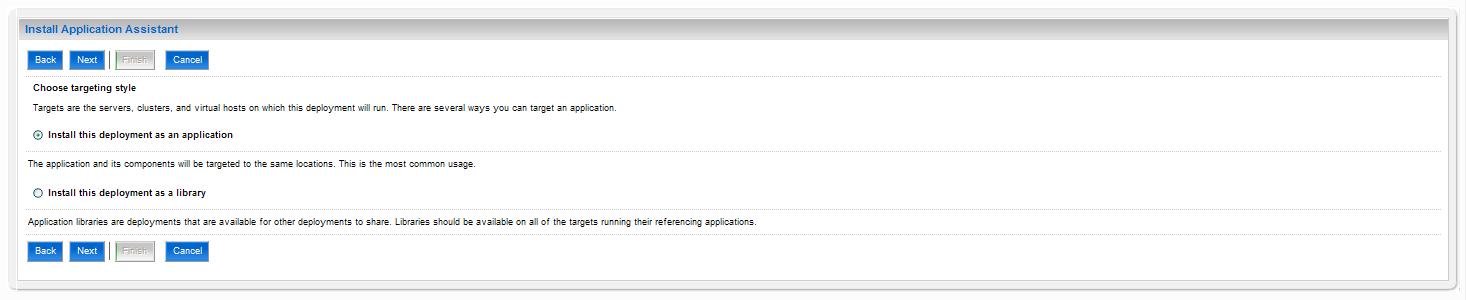 Install Application Assistant
Back Next Finish Cancel
Choose targeting style
Targets are the servers, clusters, and virtual hosts on which this deployment will run. There are several ways you can target an application.
Install this deployment as an application
The application and its components will be targeted to the same locations. This is the most common usage.
Install this deployment as a library
Application libraries are deployments that are available for other deployments to share. Libraries should be available on all of the targets running their referencing applications.
Back Next Finish Cancel